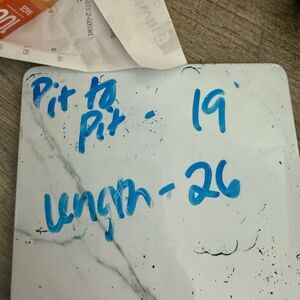 Pit to
Pit - 19
Length - 26